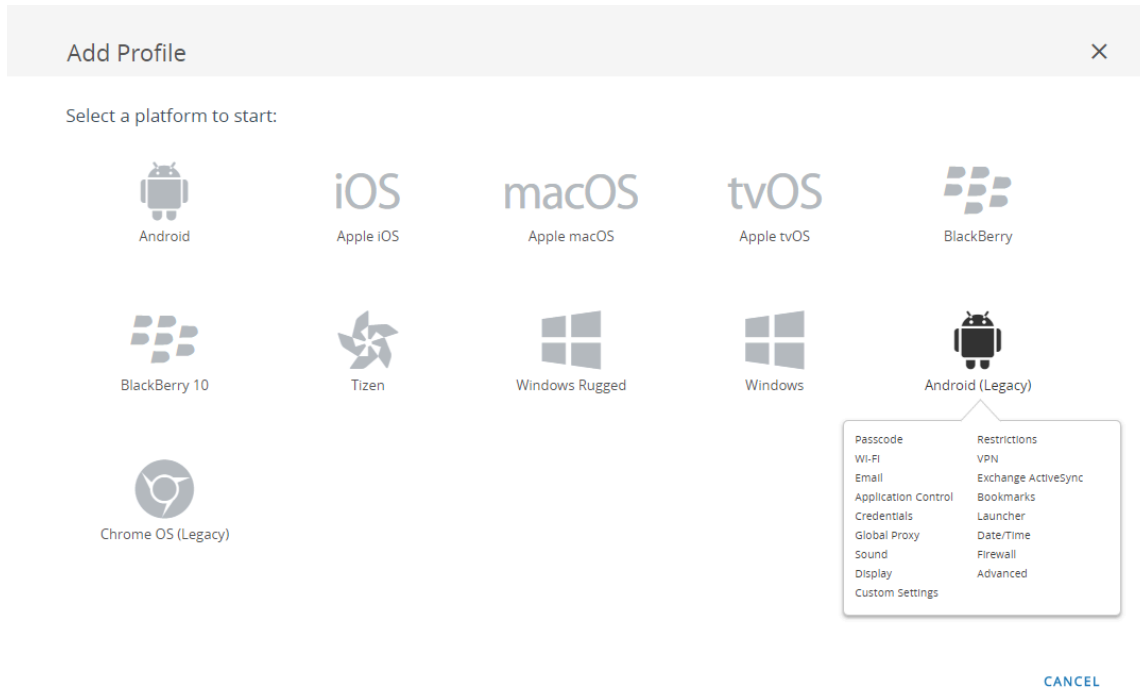 Add Profile
Select a platform to start:
iOS macOS tvOS
Android Apple iOS Apple macOS Apple tvOS BlackBerry
BlackBerry 10 Tizen Windows Rugged Windows Android (Legacy)
Passcode Restrictions
Wi-Fi VPN
Email Exchange ActiveSync
Application Control Bookmarks
Credentials Launcher
Global Proxy Date/Time
Sound Firewall
Display Advanced
Custom Settings
Chrome OS (Legacy)
CANCEL